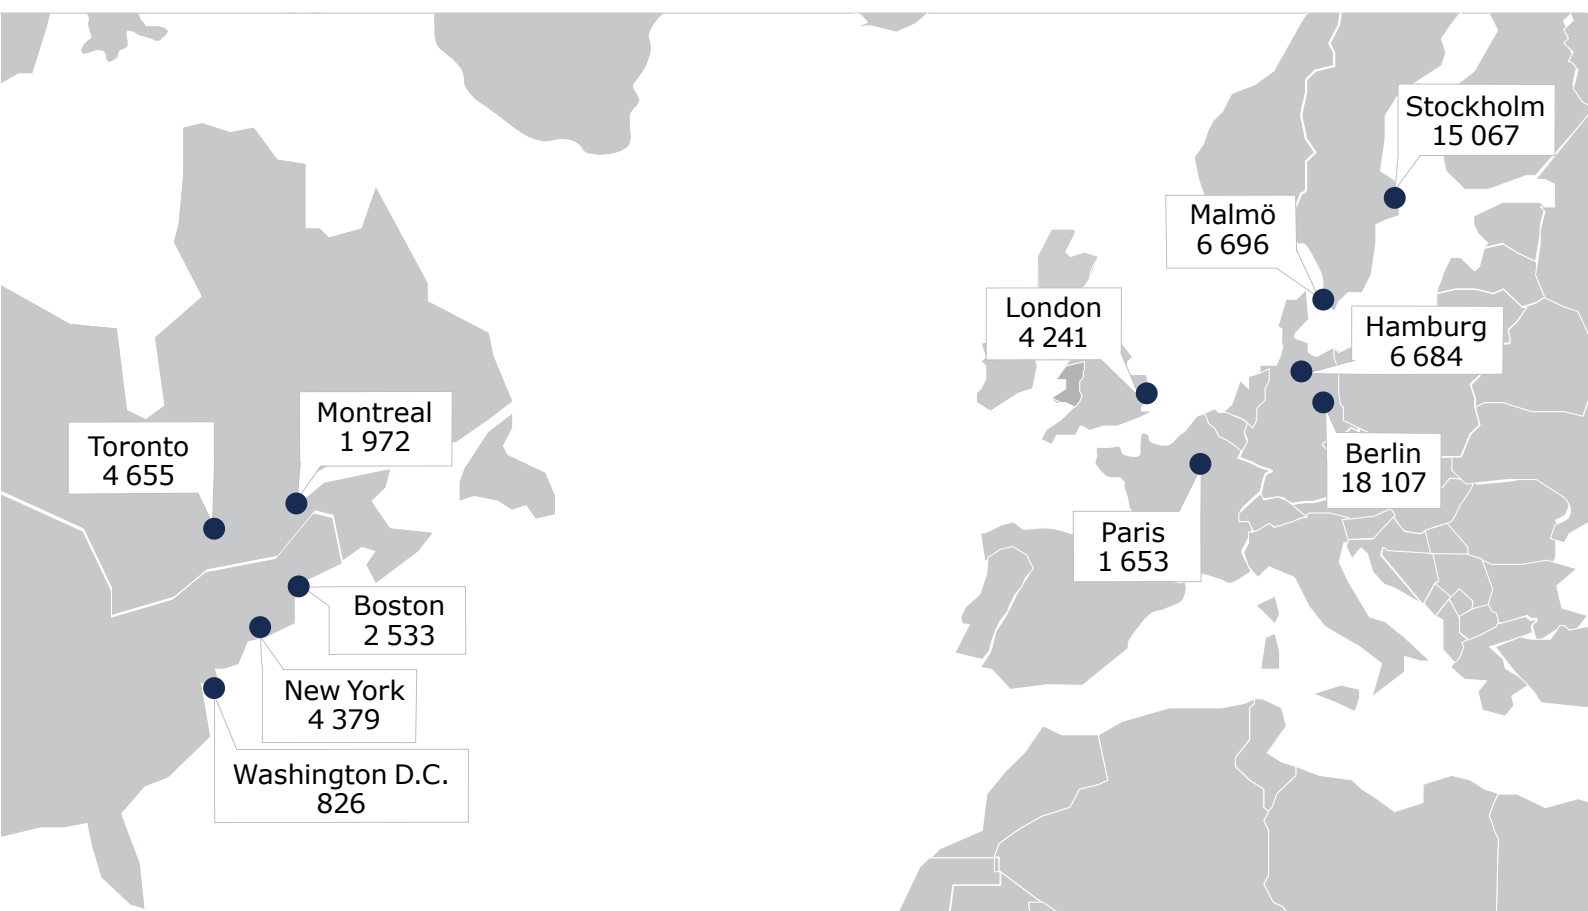 Stockholm
15 067
Malmö
6 696
London
4 241
Hamburg
6 684
Montreal
1 972
Toronto
4 655
Berlin
18 107
Paris
1 653
Boston
2 533
New York
4 379
Washington D.C.
826